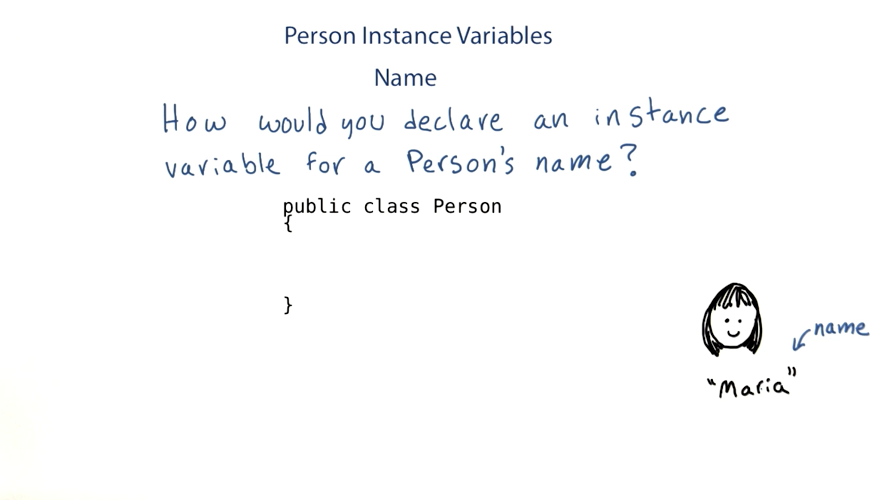 Person Instance Variables
Name
How would you declare an instance
variable for a Person's name?
public class Person
{
}
name
"Maria"